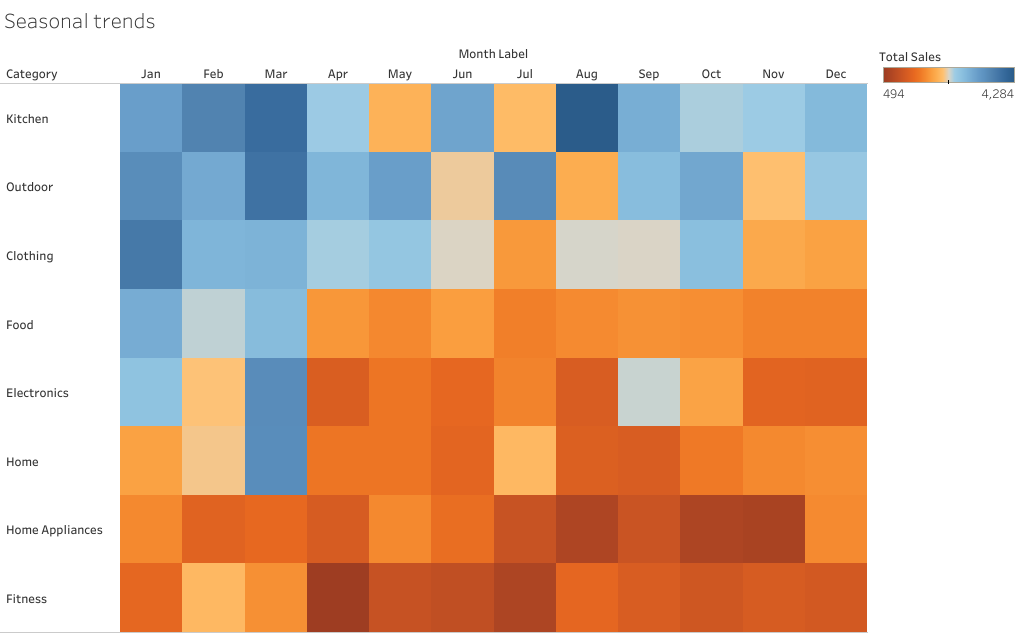 Seasonal trends
Month Label
Category Jan Feb Mar Apr May Jun Jul Aug Sep Oct Nov Dec
Kitchen
Outdoor
Clothing
Food
Electronics
Home
Home Appliances
Fitness
Total Sales
494 4,284